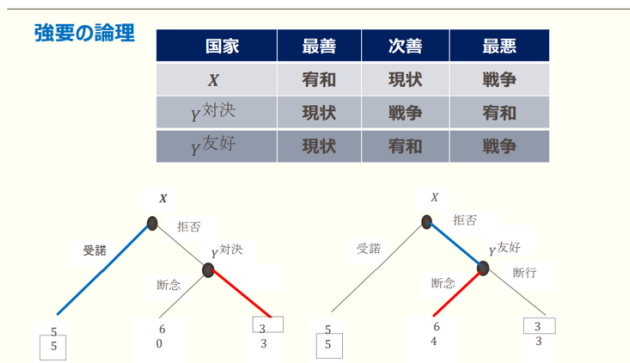 強要の論理
国家 最善 次善 最悪
X 宥和 現状 戦争
Y対決 現状 戦争 宥和
Y友好 現状 宥和 戦争
X
拒否
受諾
Y対決
断念
5
5
6
0
3
3
X
拒否
受諾
Y友好
断念
断行
5
5
6
4
3
3